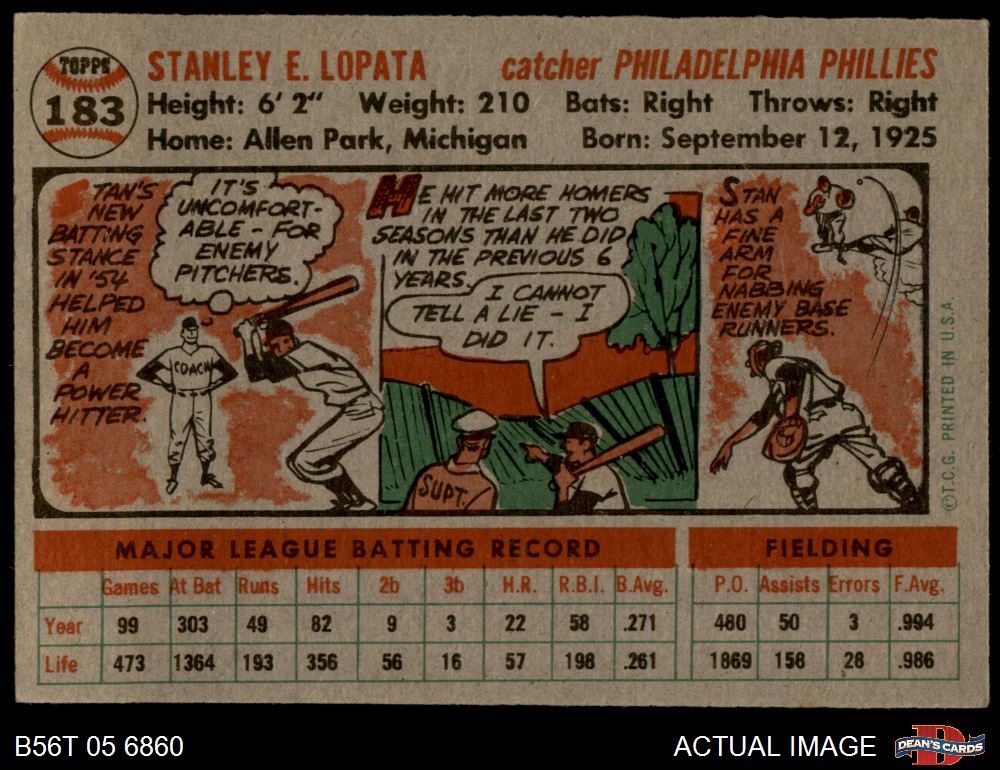 TOPPS
183
STANLEY E. LOPATA
catcher PHILADELPHIA PHILLIES
Height: 6' 2" Weight: 210 Bats: Right Throws: Right
Home: Allen Park, Michigan Born: September 12, 1925
STAN'S
NEW
BATTING
STANCE
IN '54
HELPED
HIM
BECOME
A
POWER
HITTER.
IT'S
UNCOMFORT-
ABLE - FOR
ENEMY
PITCHERS.
COACH
HE HIT MORE HOMERS
IN THE LAST TWO
SEASONS THAN HE DID
IN THE PREVIOUS 6
YEARS.
I CANNOT
TELL A LIE - I
DID IT.
SUPT.
STAN
HAS A
FINE
ARM
FOR
NABBING
ENEMY BASE
RUNNERS.
©T.C.G. PRINTED IN U.S.A.
MAJOR LEAGUE BATTING RECORD
Games At Bat Runs Hits 2b 3b H.R. R.B.I. B.Avg.
Year 99 303 49 82 9 3 22 58 .271
Life 473 1364 193 356 56 16 57 198 .261
FIELDING
P.O. Assists Errors F.Avg.
480 50 3 .994
1869 158 28 .986
B56T 05 6860
ACTUAL IMAGE
D
DEAN'S CARDS